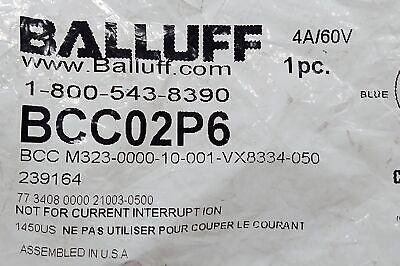 BALLUFF
www.Balluff.com
1-800-543-8390
4A/60V
1pc.
BLUE
BCC02P6
BCC M323-0000-10-001-VX8334-050
239164
77 3408 0000 21003-0500
NOT FOR CURRENT INTERRUPTION
1450US NE PAS UTILISER POUR COUPER LE COURANT
ASSEMBLED IN U.S.A